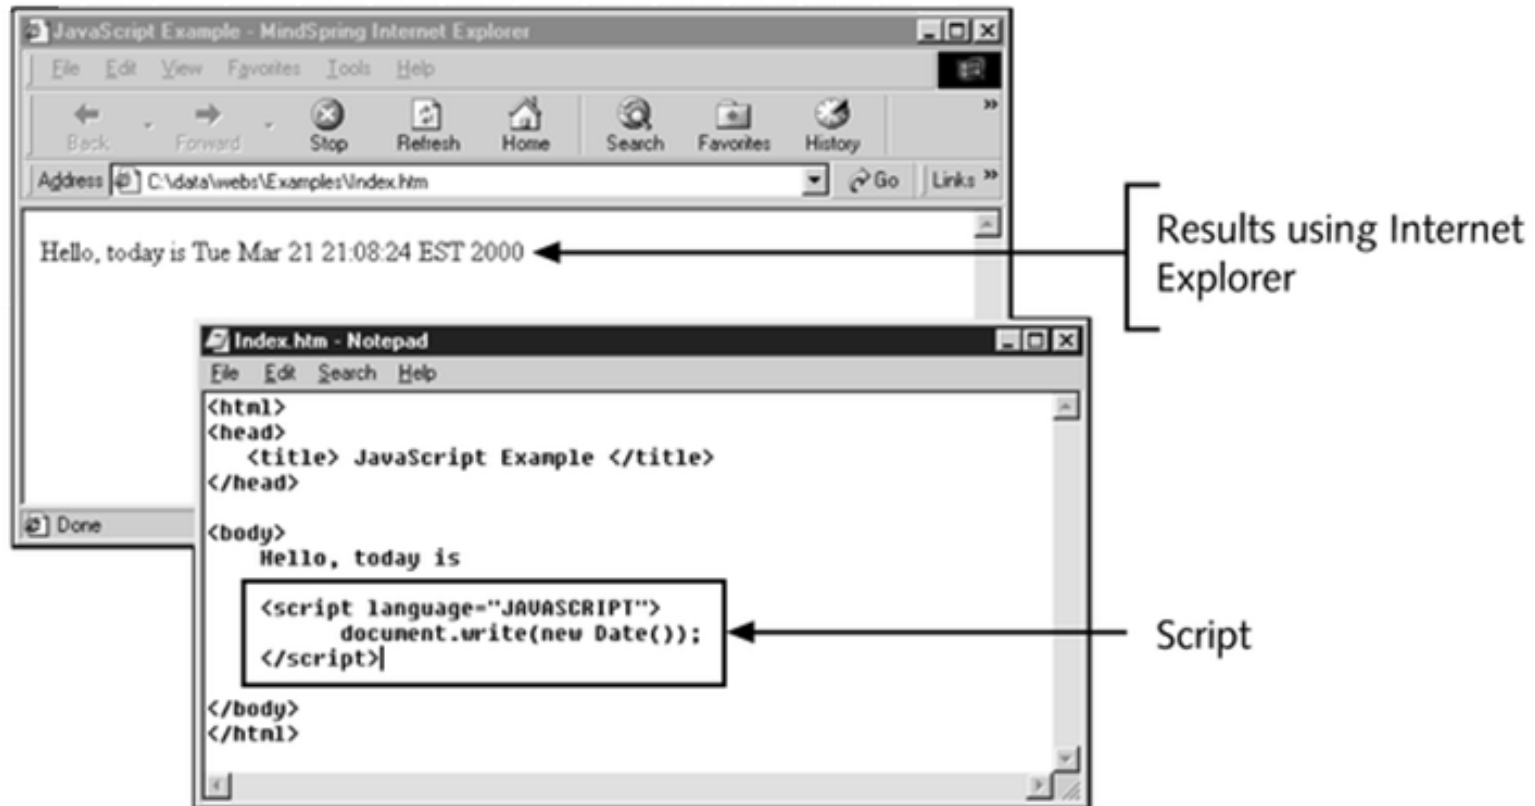 JavaScript Example - MindSpring Internet Explorer
File Edit View Favorites Tools Help
Back Forward Stop Refresh Home Search Favorites History »
Address C:\data\webs\Examples\Index.htm Go Links »
Hello, today is Tue Mar 21 21:08:24 EST 2000
Results using Internet
Explorer
Index.htm - Notepad
File Edit Search Help
<html>
<head>
<title> JavaScript Example </title>
</head>
Done
<body>
Hello, today is
<script language="JAVASCRIPT">
document.write(new Date());
</script>
Script
</body>
</html>